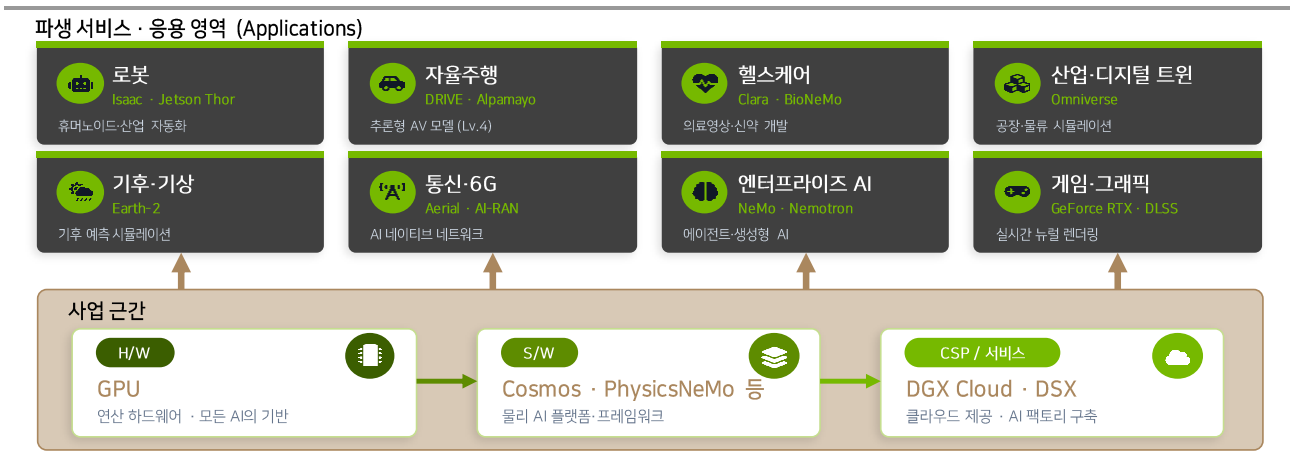 파생 서비스 · 응용 영역 (Applications)
로봇
Isaac · Jetson Thor
휴머노이드·산업 자동화
자율주행
DRIVE · Alpamayo
추론형 AV 모델 (Lv.4)
헬스케어
Clara · BioNeMo
의료영상·신약 개발
산업·디지털 트윈
Omniverse
공장·물류 시뮬레이션
기후·기상
Earth-2
기후 예측 시뮬레이션
통신·6G
Aerial · AI-RAN
AI 네이티브 네트워크
엔터프라이즈 AI
NeMo · Nemotron
에이전트·생성형 AI
게임·그래픽
GeForce RTX · DLSS
실시간 뉴럴 렌더링
사업 근간
H/W
GPU
연산 하드웨어 · 모든 AI의 기반
S/W
Cosmos · PhysicsNeMo 등
물리 AI 플랫폼·프레임워크
CSP / 서비스
DGX Cloud · DSX
클라우드 제공 · AI 팩토리 구축